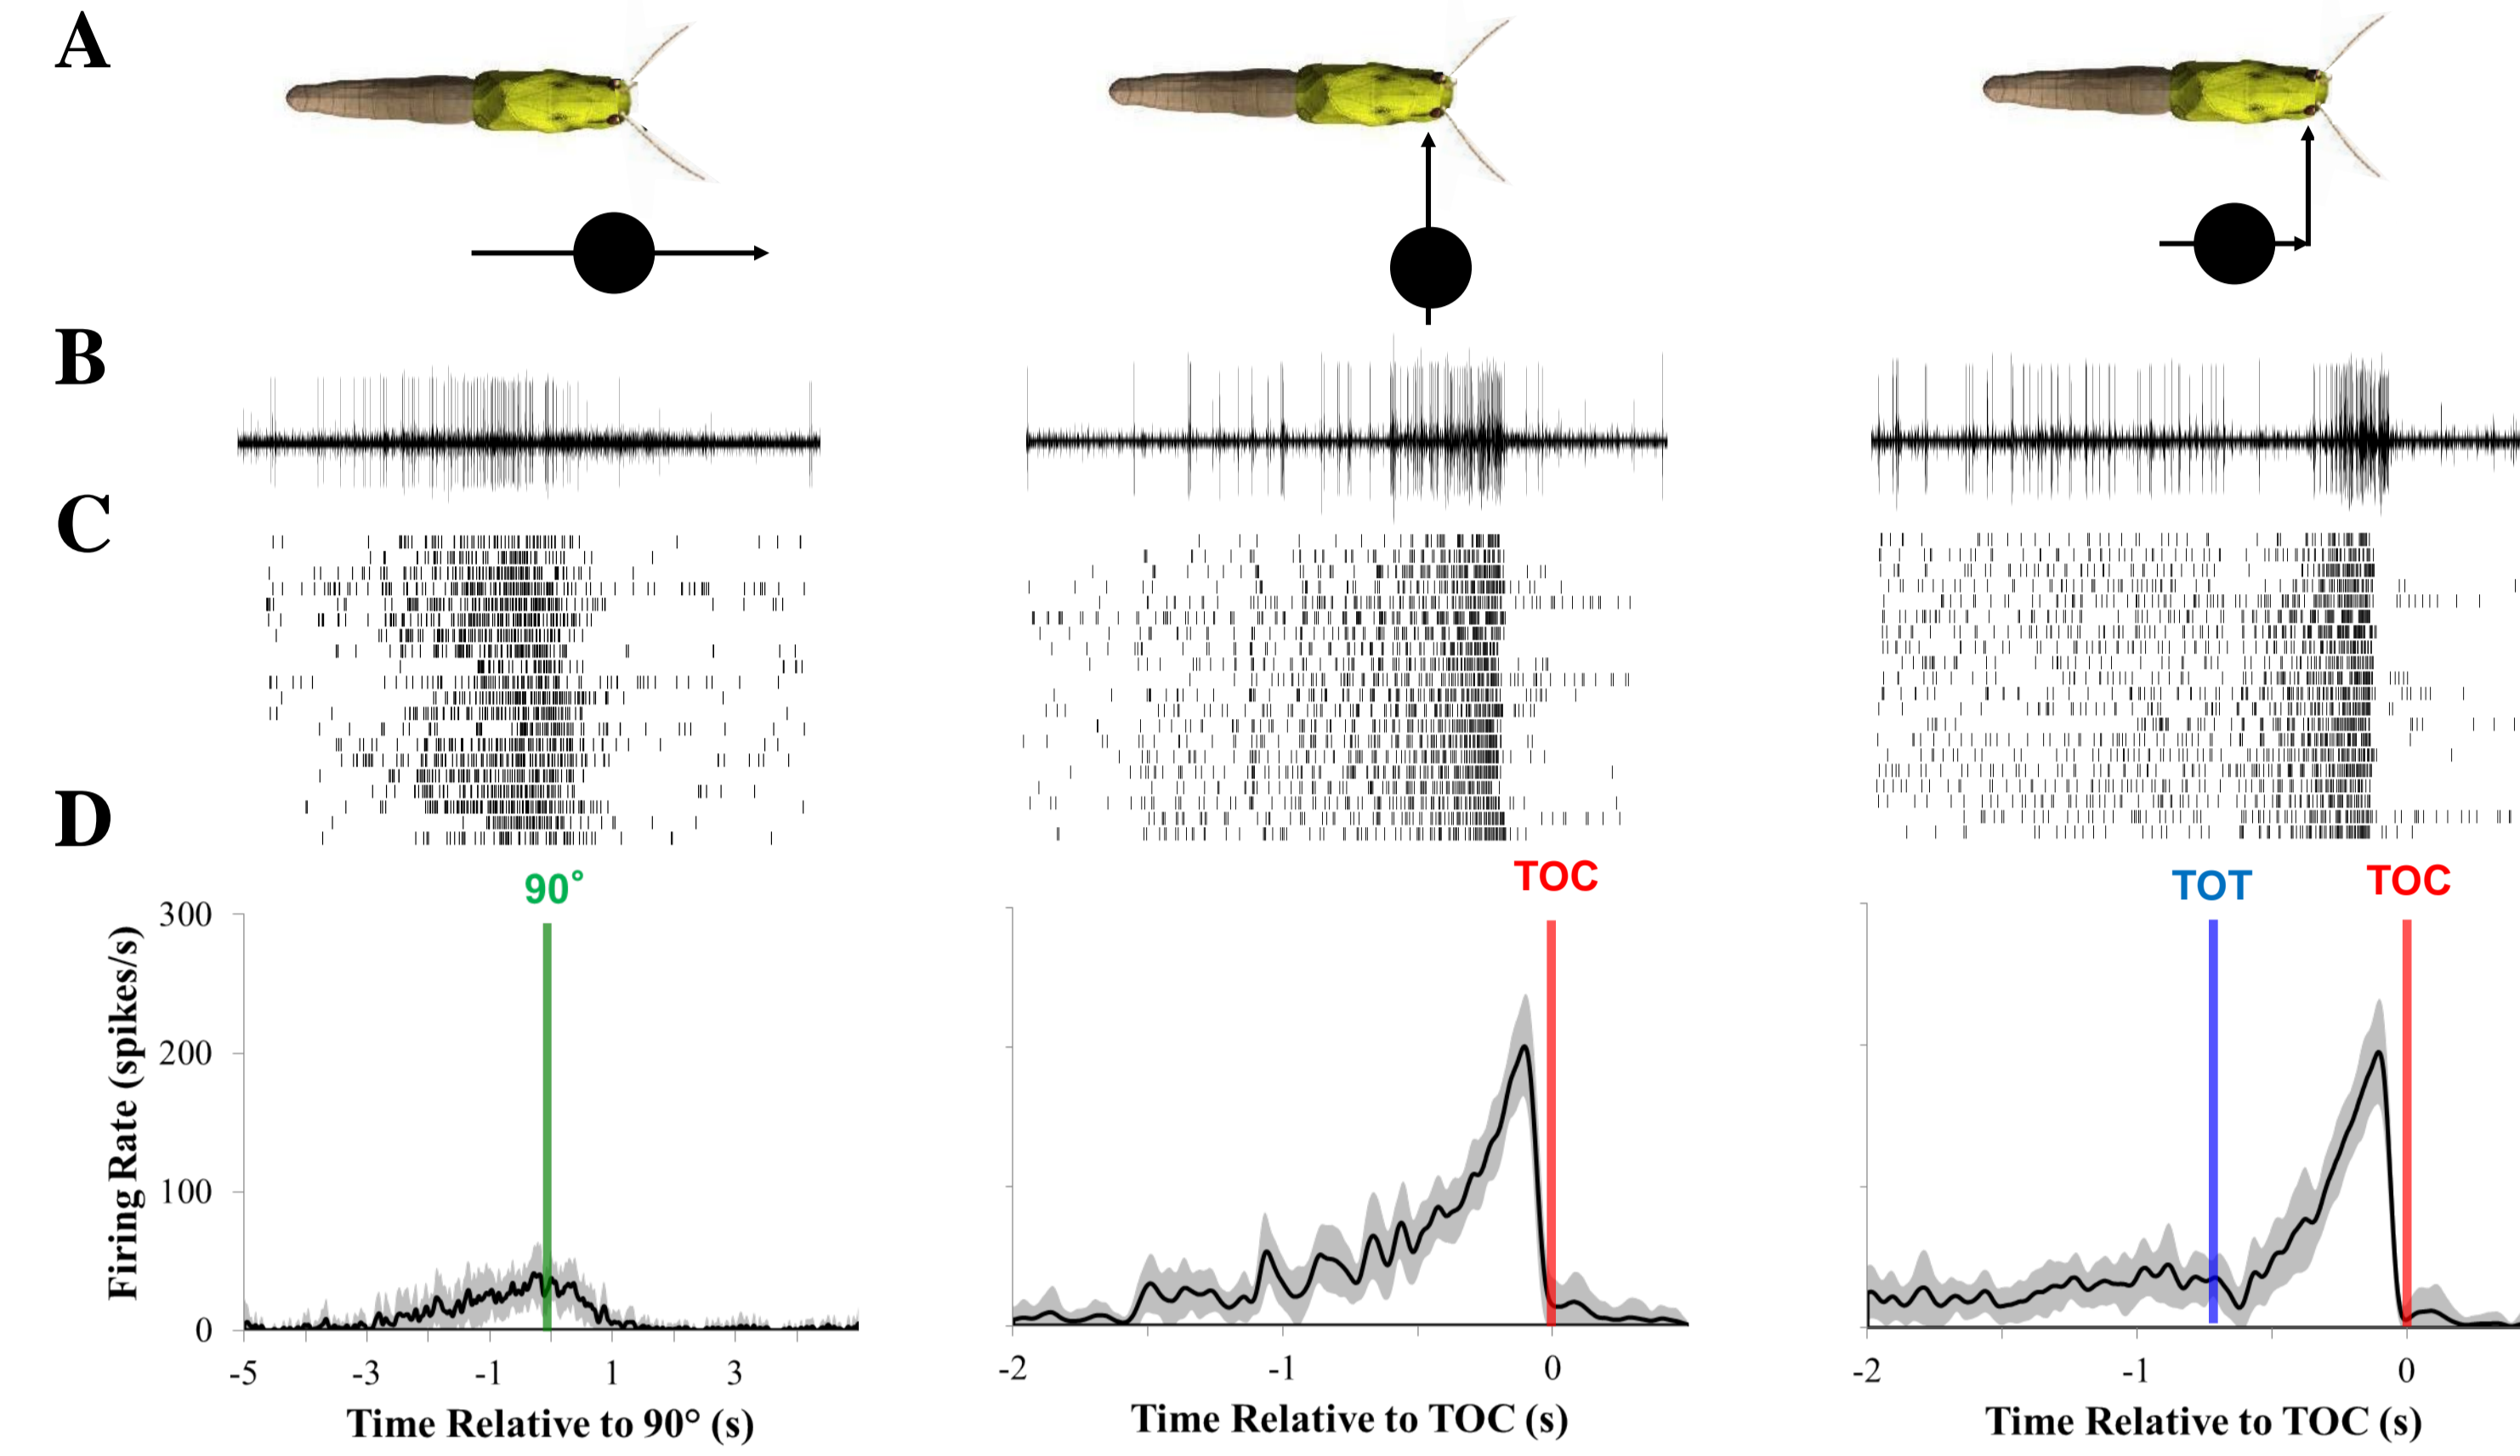 A
B
C
D
90°
TOC
TOT
TOC
300
200
100
0
Firing Rate (spikes/s)
-5
-3
-1
1
3
-2
-1
0
-2
-1
0
Time Relative to 90° (s)
Time Relative to TOC (s)
Time Relative to TOC (s)